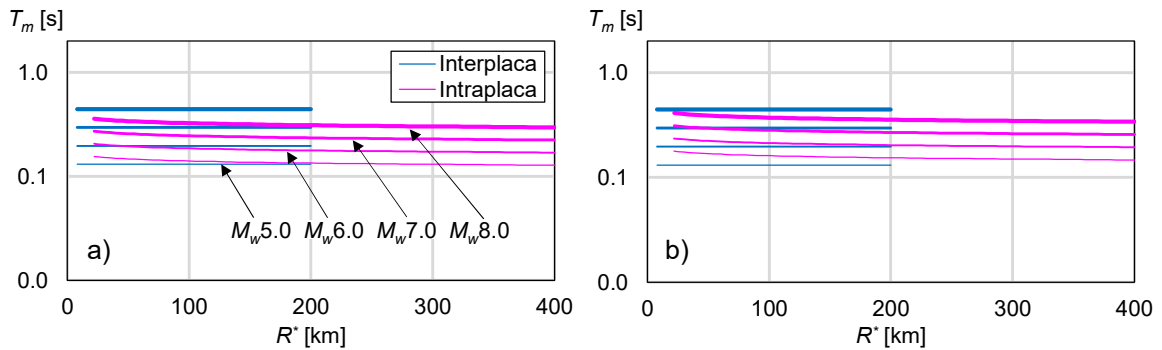 T_m [s]
1.0
0.1
0.0
Interplaca
Intraplaca
M_w5.0 M_w6.0 M_w7.0 M_w8.0
a)
0 100 200 300 400
R* [km]
T_m [s]
1.0
0.1
0.0
b)
0 100 200 300 400
R* [km]